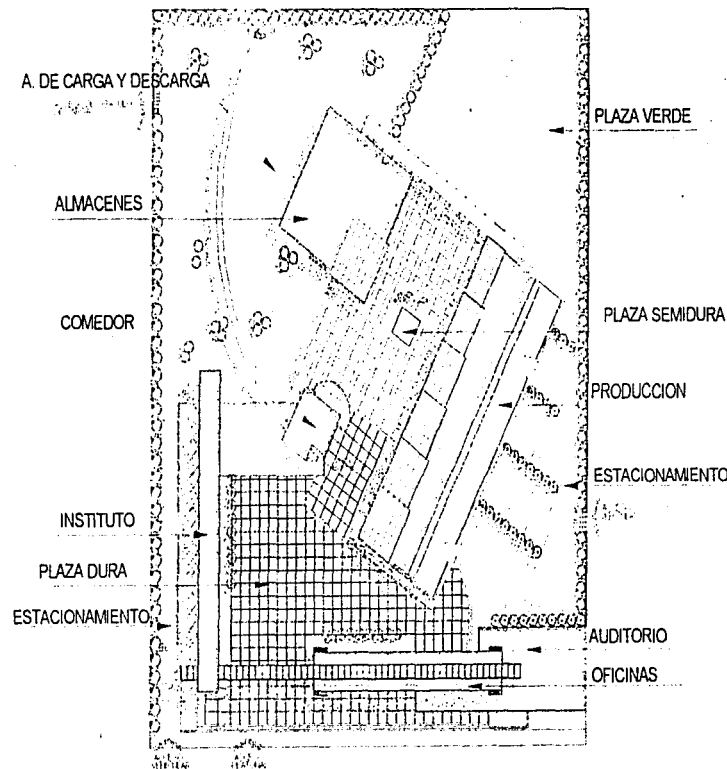 A. DE CARGA Y DESCARGA
PLAZA VERDE
ALMACENES
COMEDOR
PLAZA SEMIDURA
PRODUCCION
ESTACIONAMIENTO
INSTITUTO
PLAZA DURA
ESTACIONAMIENTO
AUDITORIO
OFICINAS